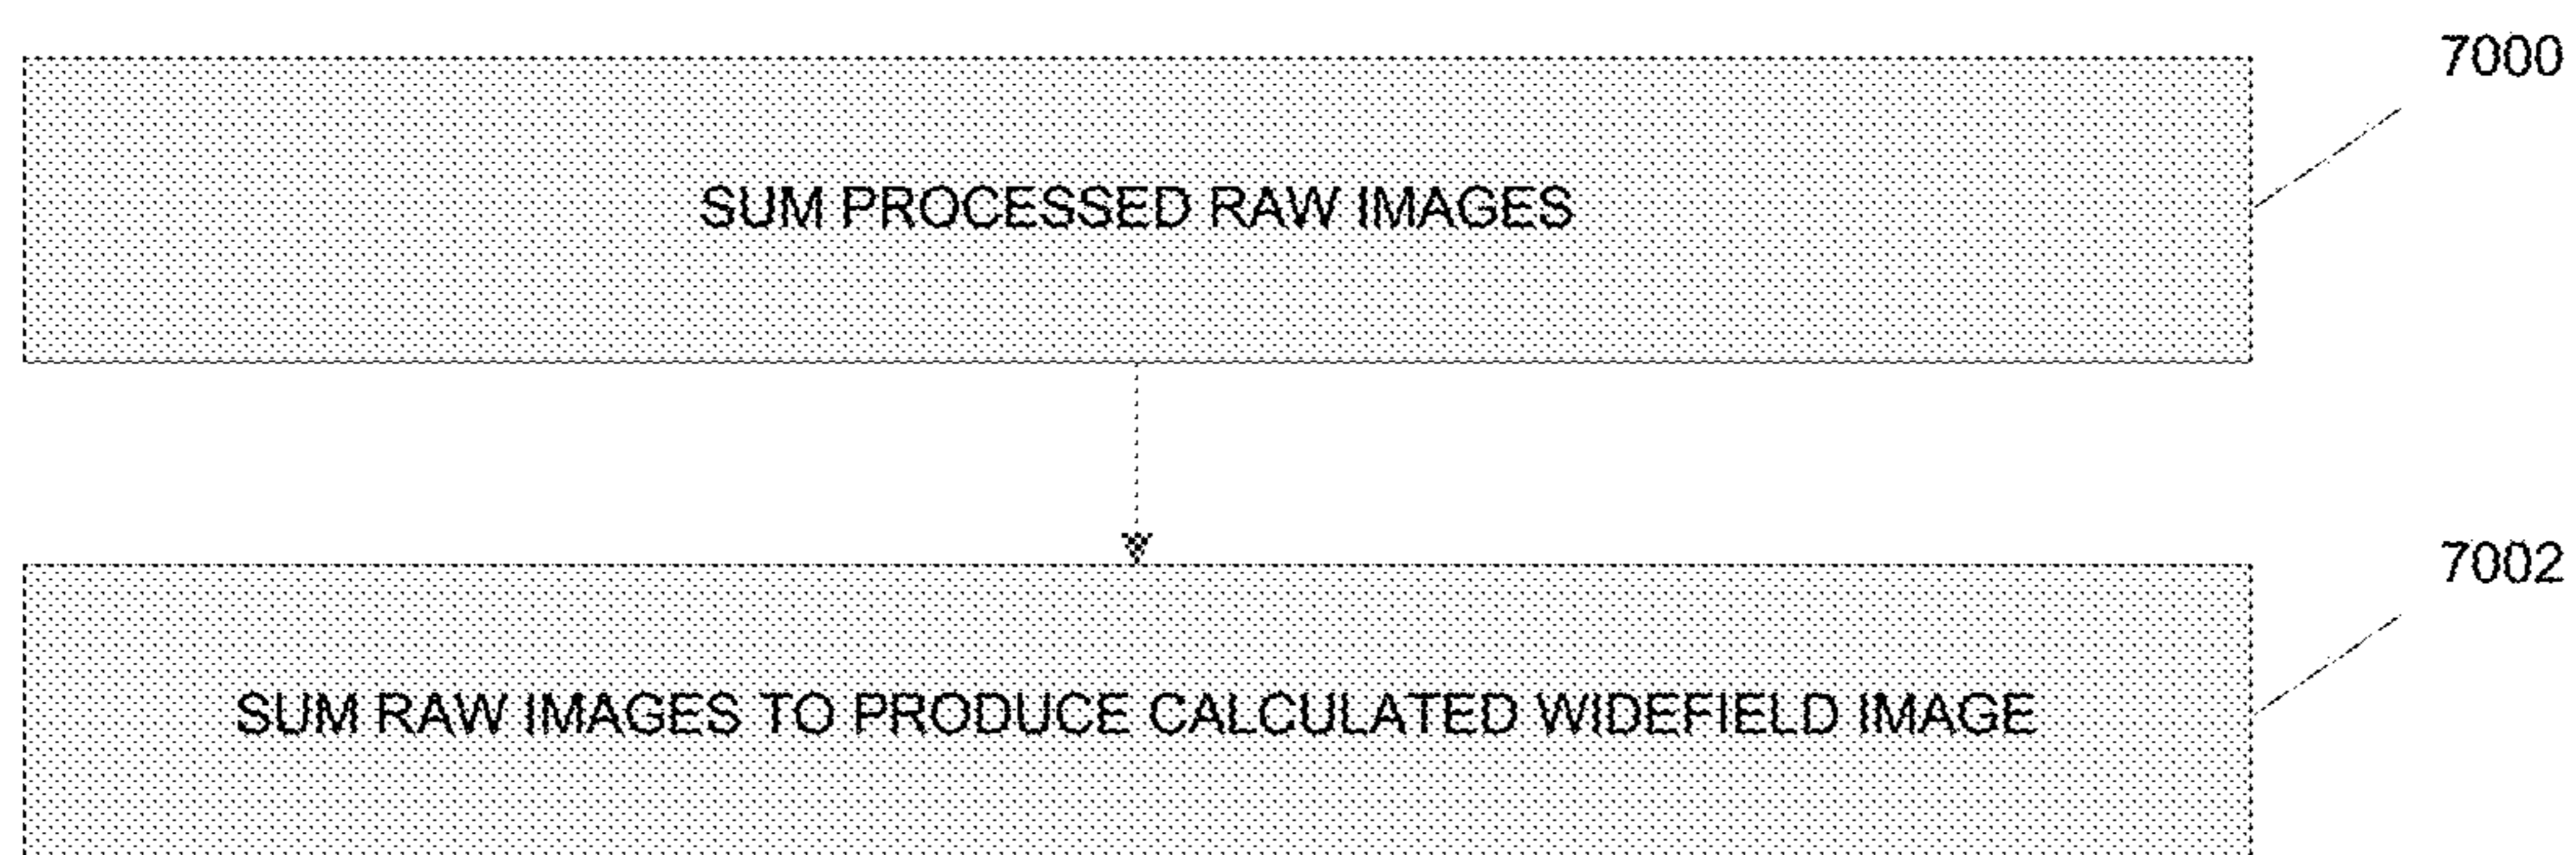 7000
SUM PROCESSED RAW IMAGES
7002
SUM RAW IMAGES TO PRODUCE CALCULATED WIDEFIELD IMAGE